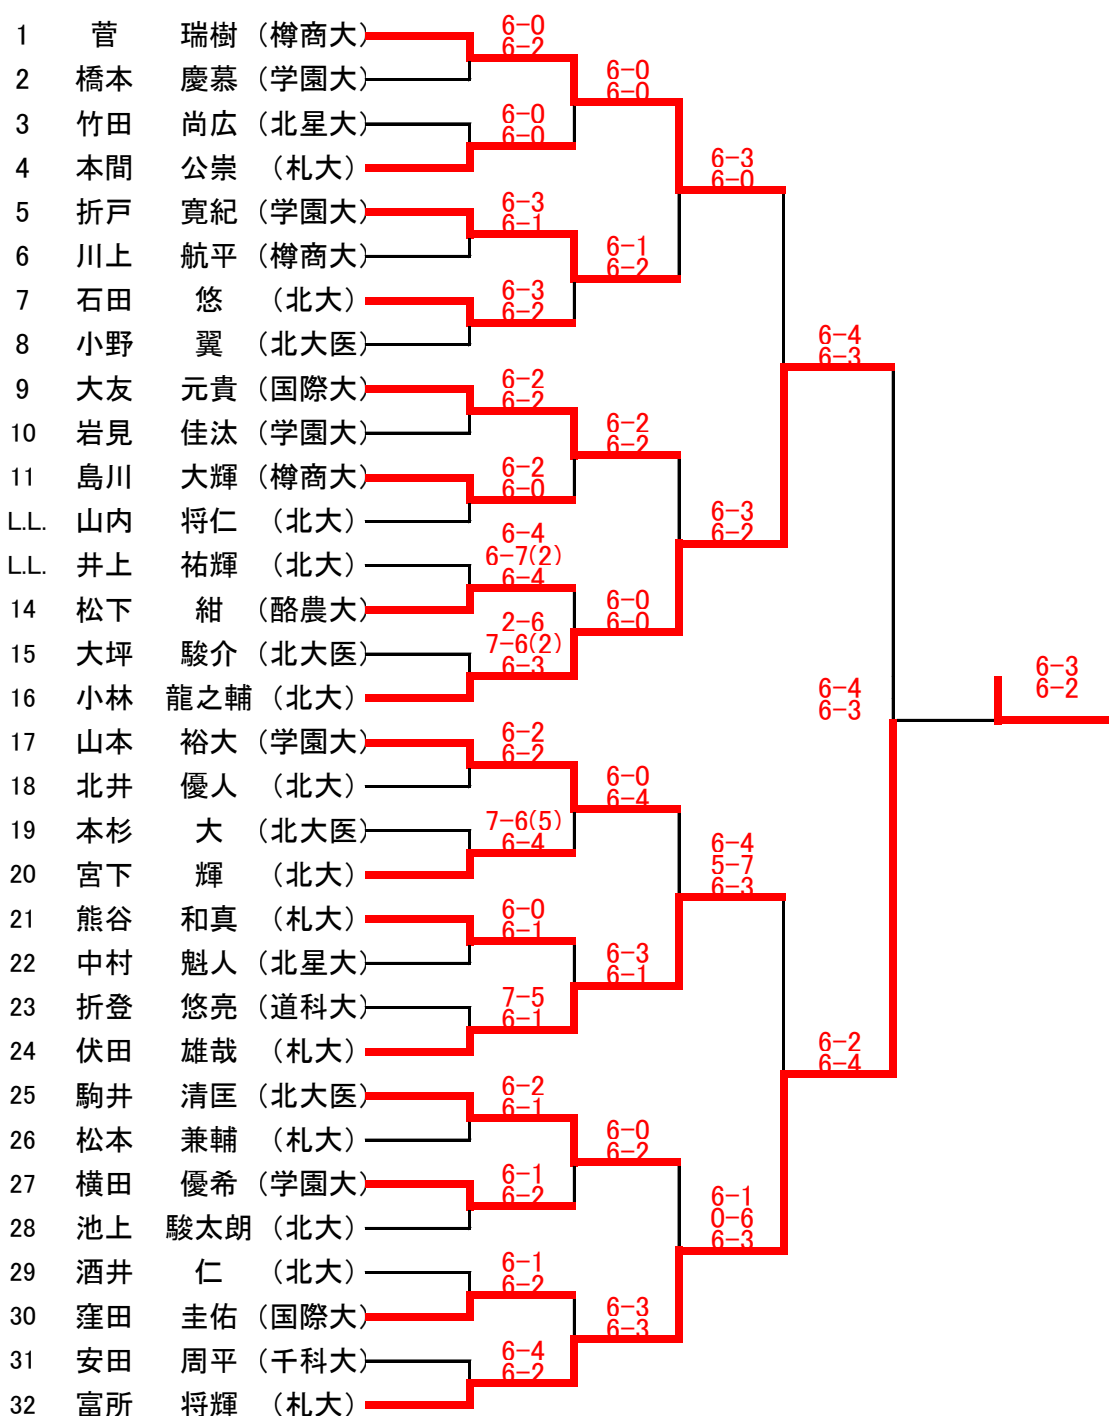 1 菅 瑞樹 (樽商大)
2 橋本 慶慕 (学園大)
3 竹田 尚広 (北星大)
4 本間 公崇 (札大)
5 折戸 寛紀 (学園大)
6 川上 航平 (樽商大)
7 石田 悠 (北大)
8 小野 翼 (北大医)
9 大友 元貴 (国際大)
10 岩見 佳汰 (学園大)
11 島川 大輝 (樽商大)
L.L. 山内 将仁 (北大)
L.L. 井上 祐輝 (北大)
14 松下 紺 (酪農大)
15 大坪 駿介 (北大医)
16 小林 龍之輔 (北大)
17 山本 裕大 (学園大)
18 北井 優人 (北大)
19 本杉 大 (北大医)
20 宮下 輝 (北大)
21 熊谷 和真 (札大)
22 中村 魁人 (北星大)
23 折登 悠亮 (道科大)
24 伏田 雄哉 (札大)
25 駒井 清匡 (北大医)
26 松本 兼輔 (札大)
27 横田 優希 (学園大)
28 池上 駿太朗 (北大)
29 酒井 仁 (北大)
30 窪田 圭佑 (国際大)
31 安田 周平 (千科大)
32 富所 将輝 (札大)
6-0
6-2
6-0
6-0
6-3
6-1
6-3
6-2
6-2
6-2
6-2
6-0
6-4
6-7(2)
6-4
2-6
7-6(2)
6-3
6-2
6-2
7-6(5)
6-4
6-0
6-1
7-5
6-1
6-2
6-1
6-1
6-2
6-1
6-2
6-4
6-2
6-0
6-0
6-1
6-2
6-2
6-2
6-0
6-0
6-0
6-4
6-3
6-1
6-0
6-2
6-3
6-3
6-3
6-0
6-3
6-2
6-4
5-7
6-3
6-1
0-6
6-3
6-4
6-3
6-4
6-3
6-2
6-4
6-3
6-2